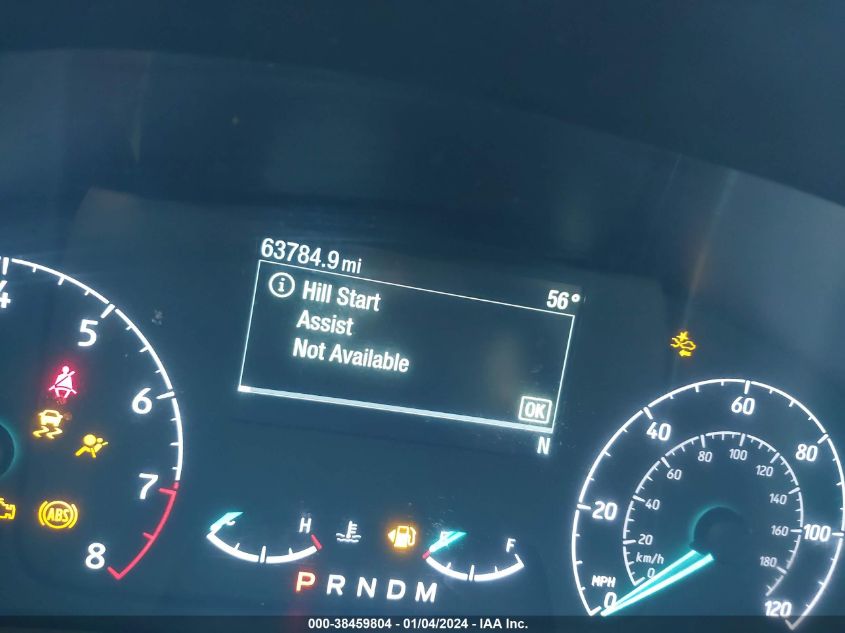 63784.9 mi
56°
Hill Start
Assist
Not Available
OK
N
4
5
6
7
8
ABS
H
F
P R N D M
0
20
40
60
80
100
120
MPH
0
20
40
60
80
100
120
140
160
180
km/h
000-38459804 - 01/04/2024 - IAA Inc.